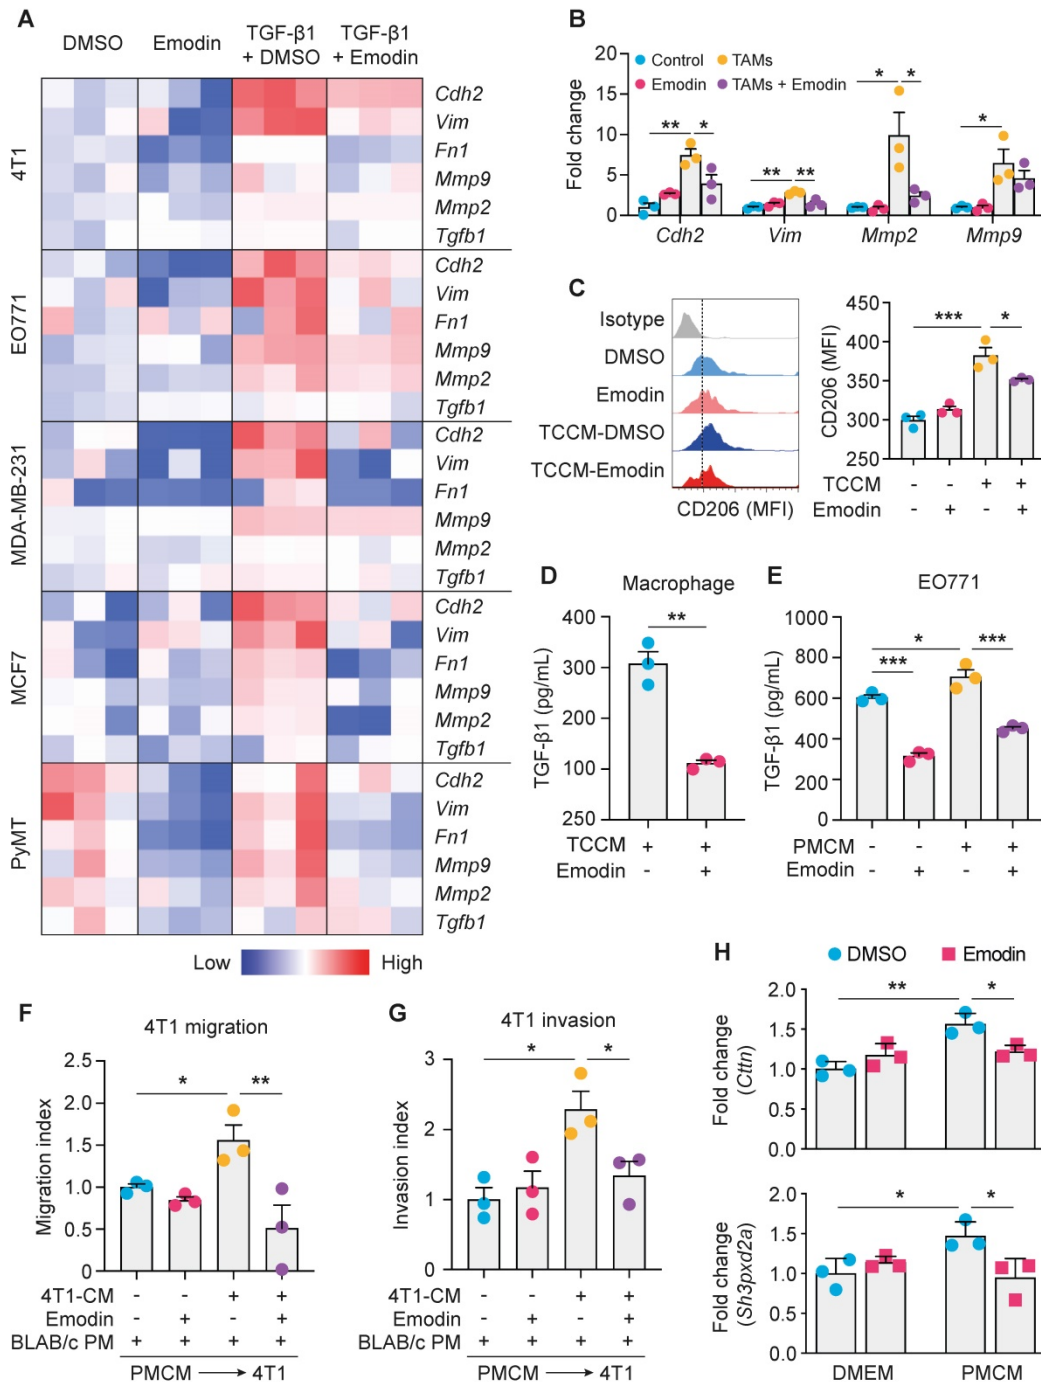 A
DMSO
Emodin
TGF-β1
+ DMSO
TGF-β1
+ Emodin
4T1
Cdh2
Vim
Fn1
Mmp9
Mmp2
Tgfb1
EO771
Cdh2
Vim
Fn1
Mmp9
Mmp2
Tgfb1
MDA-MB-231
Cdh2
Vim
Fn1
Mmp9
Mmp2
Tgfb1
MCF7
Cdh2
Vim
Fn1
Mmp9
Mmp2
Tgfb1
PyMT
Cdh2
Vim
Fn1
Mmp9
Mmp2
Tgfb1
Low High
B
Control TAMs
Emodin TAMs + Emodin
Fold change
20
15
10
5
0
** * ** ** * * *
Cdh2 Vim Mmp2 Mmp9
C
Isotype
DMSO
Emodin
TCCM-DMSO
TCCM-Emodin
CD206 (MFI)
CD206 (MFI)
450
400
350
300
250
*** *
TCCM - - + +
Emodin - + - +
D
Macrophage
TGF-β1 (pg/mL)
400
300
200
100
250
**
TCCM + +
Emodin - +
E
EO771
TGF-β1 (pg/mL)
1000
800
600
400
200
0
*** * ***
PMCM - - + +
Emodin - + - +
F
4T1 migration
Migration index
2.5
2.0
1.5
1.0
0.5
0
* **
4T1-CM - - + +
Emodin - + - +
BLAB/c PM + + + +
PMCM → 4T1
G
4T1 invasion
Invasion index
3
2
1
0
* *
4T1-CM - - + +
Emodin - + - +
BLAB/c PM + + + +
PMCM → 4T1
H
DMSO Emodin
Fold change
(Cttn)
2.0
1.5
1.0
0.5
0.0
** *
Fold change
(Sh3pxd2a)
2.0
1.5
1.0
0.5
0.0
* *
DMEM PMCM